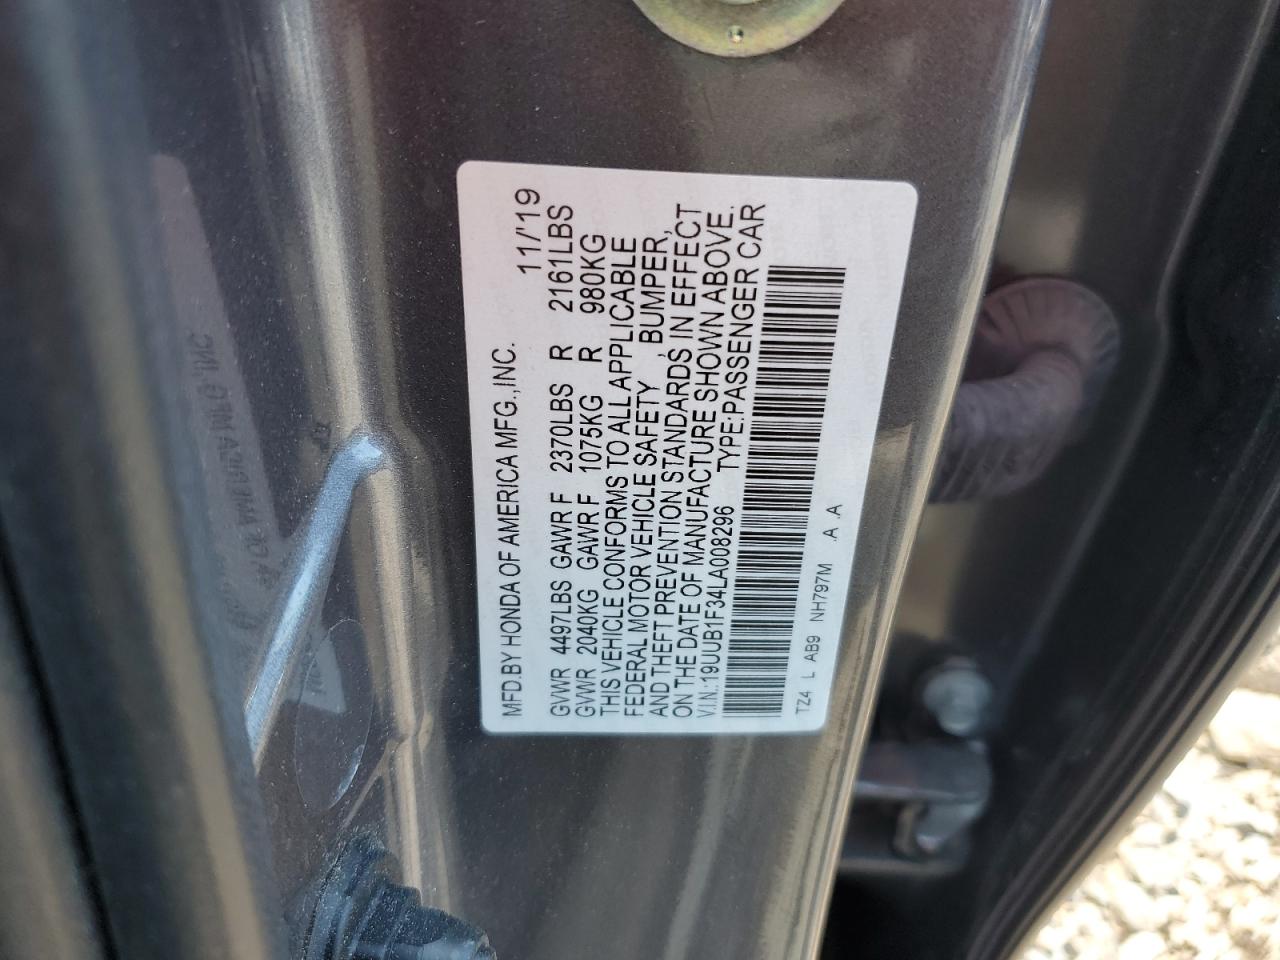 MFD.BY HONDA OF AMERICA MFG.,INC. 11/'19
GVWR 4497LBS GAWR F 2370LBS R 2161LBS
GVWR 2040KG GAWR F 1075KG R 980KG
THIS VEHICLE CONFORMS TO ALL APPLICABLE
FEDERAL MOTOR VEHICLE SAFETY , BUMPER,
AND THEFT PREVENTION STANDARDS, IN EFFECT
ON THE DATE OF MANUFACTURE SHOWN ABOVE.
V.I.N.: 19UUB1F34LA008296 TYPE:PASSENGER CAR
TZ4 L AB9 NH797M .A .A